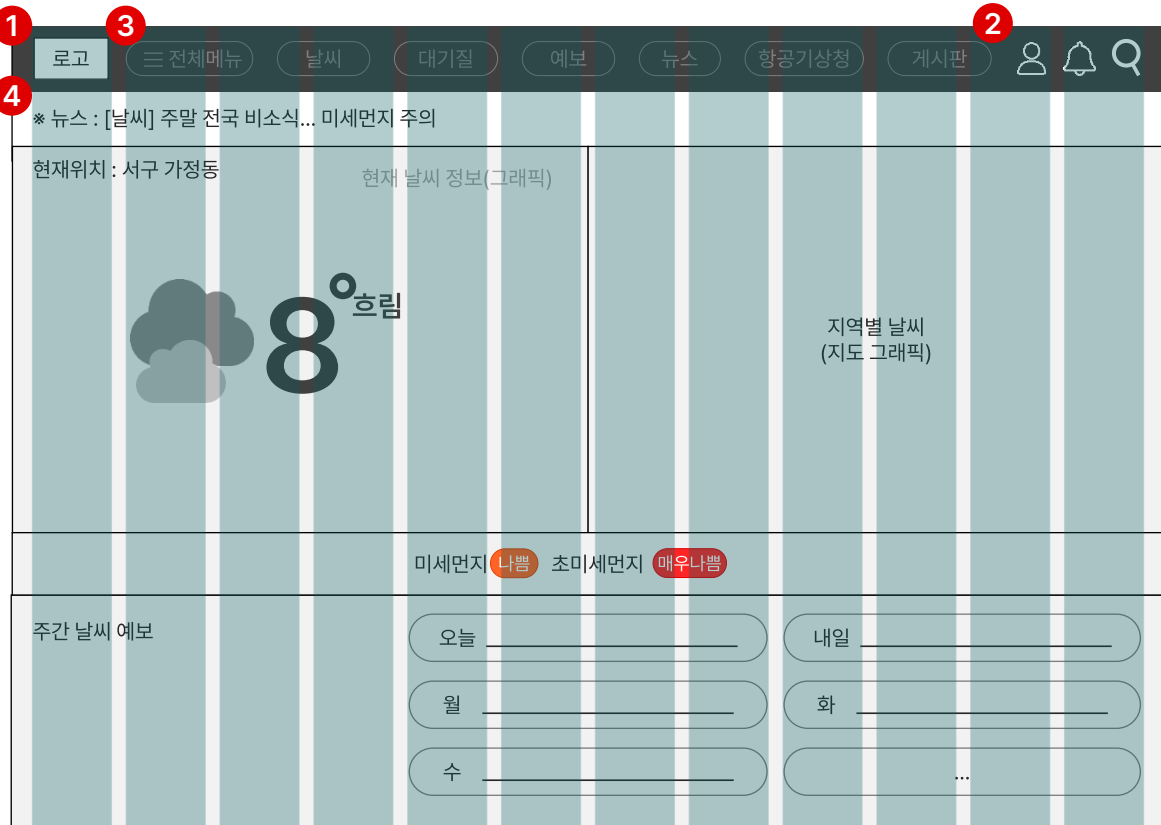 1
3
2
로고
전체메뉴
날씨
대기질
예보
뉴스
항공기상청
게시판
4
※ 뉴스 : [날씨] 주말 전국 비소식... 미세먼지 주의
현재위치 : 서구 가정동
현재 날씨 정보(그래픽)
8°흐림
지역별 날씨
(지도 그래픽)
미세먼지 나쁨 초미세먼지 매우나쁨
주간 날씨 예보
오늘
내일
월
화
수
...